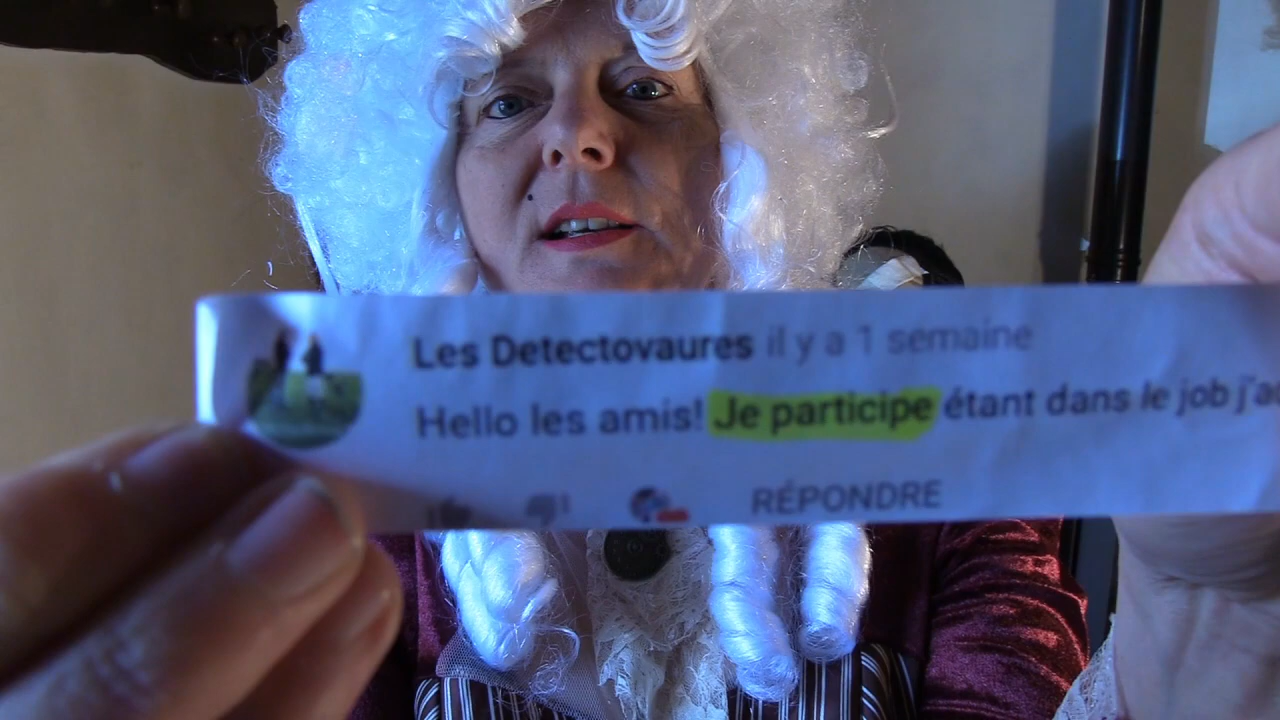 Les Detectovaures il y a 1 semaine
Hello les amis! Je participe étant dans le job j'a
RÉPONDRE